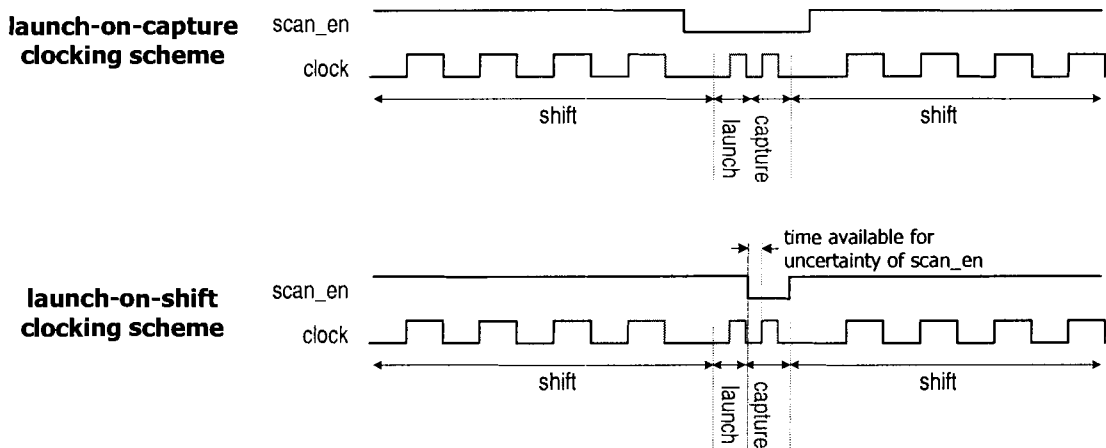 launch-on-capture
clocking scheme
scan_en
clock
shift
launch
capture
shift
time available for
uncertainty of scan_en
launch-on-shift
clocking scheme
scan_en
clock
shift
launch
capture
shift